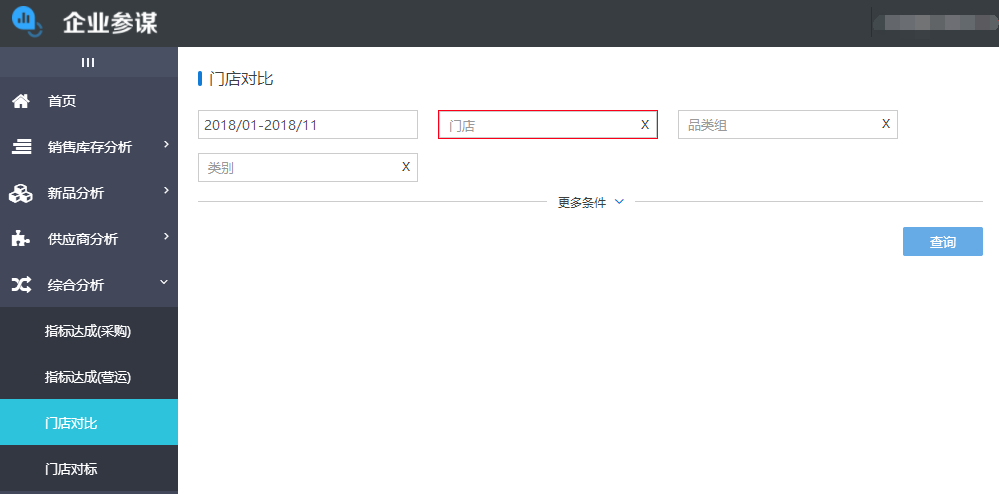 企业参谋
首页
销售库存分析
新品分析
供应商分析
综合分析
指标达成(采购)
指标达成(营运)
门店对比
门店对标
门店对比
2018/01-2018/11
门店 X
品类组 X
类别 X
更多条件
查询